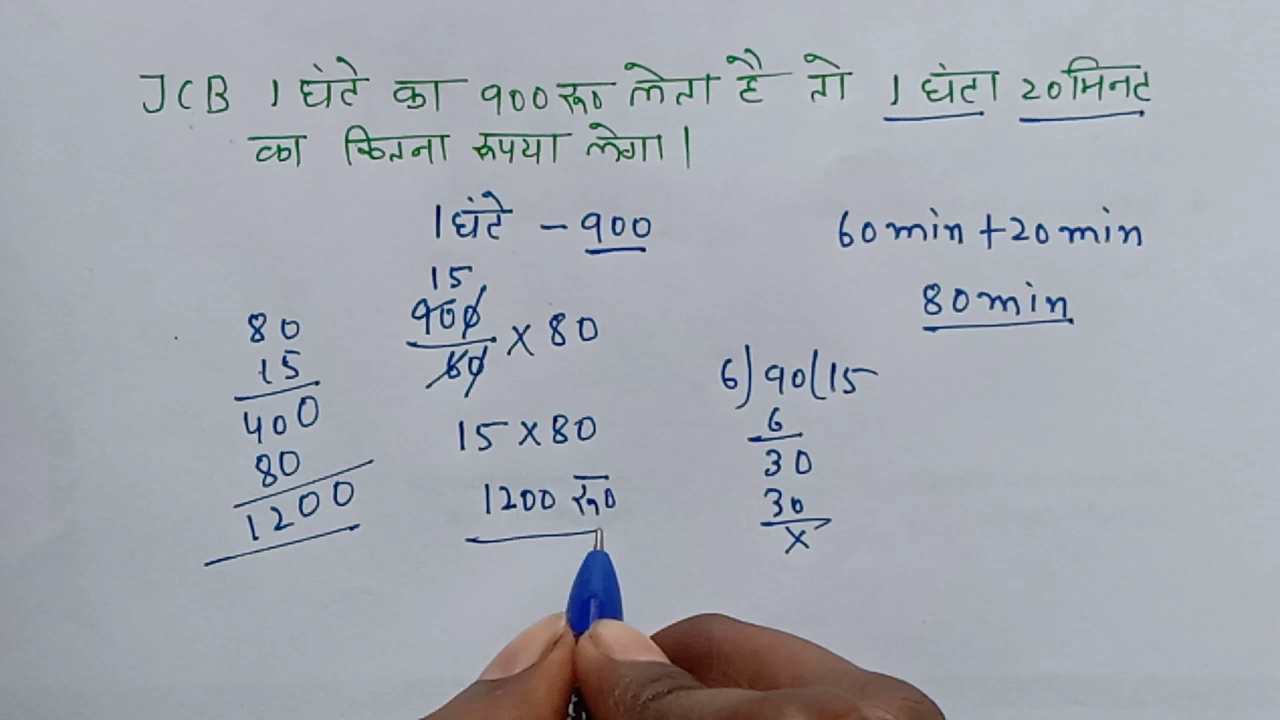 JCB 1 घंटे का 900 रू० लेता है तो 1 घंटा 20 मिनट
का कितना रूपया लेगा।
1 घंटे - 900
60 min + 20 min
80 min
15
900
60
× 80
15 × 80
1200 रू०
80
15
400
80
1200
6) 90 (15
6
30
30
×